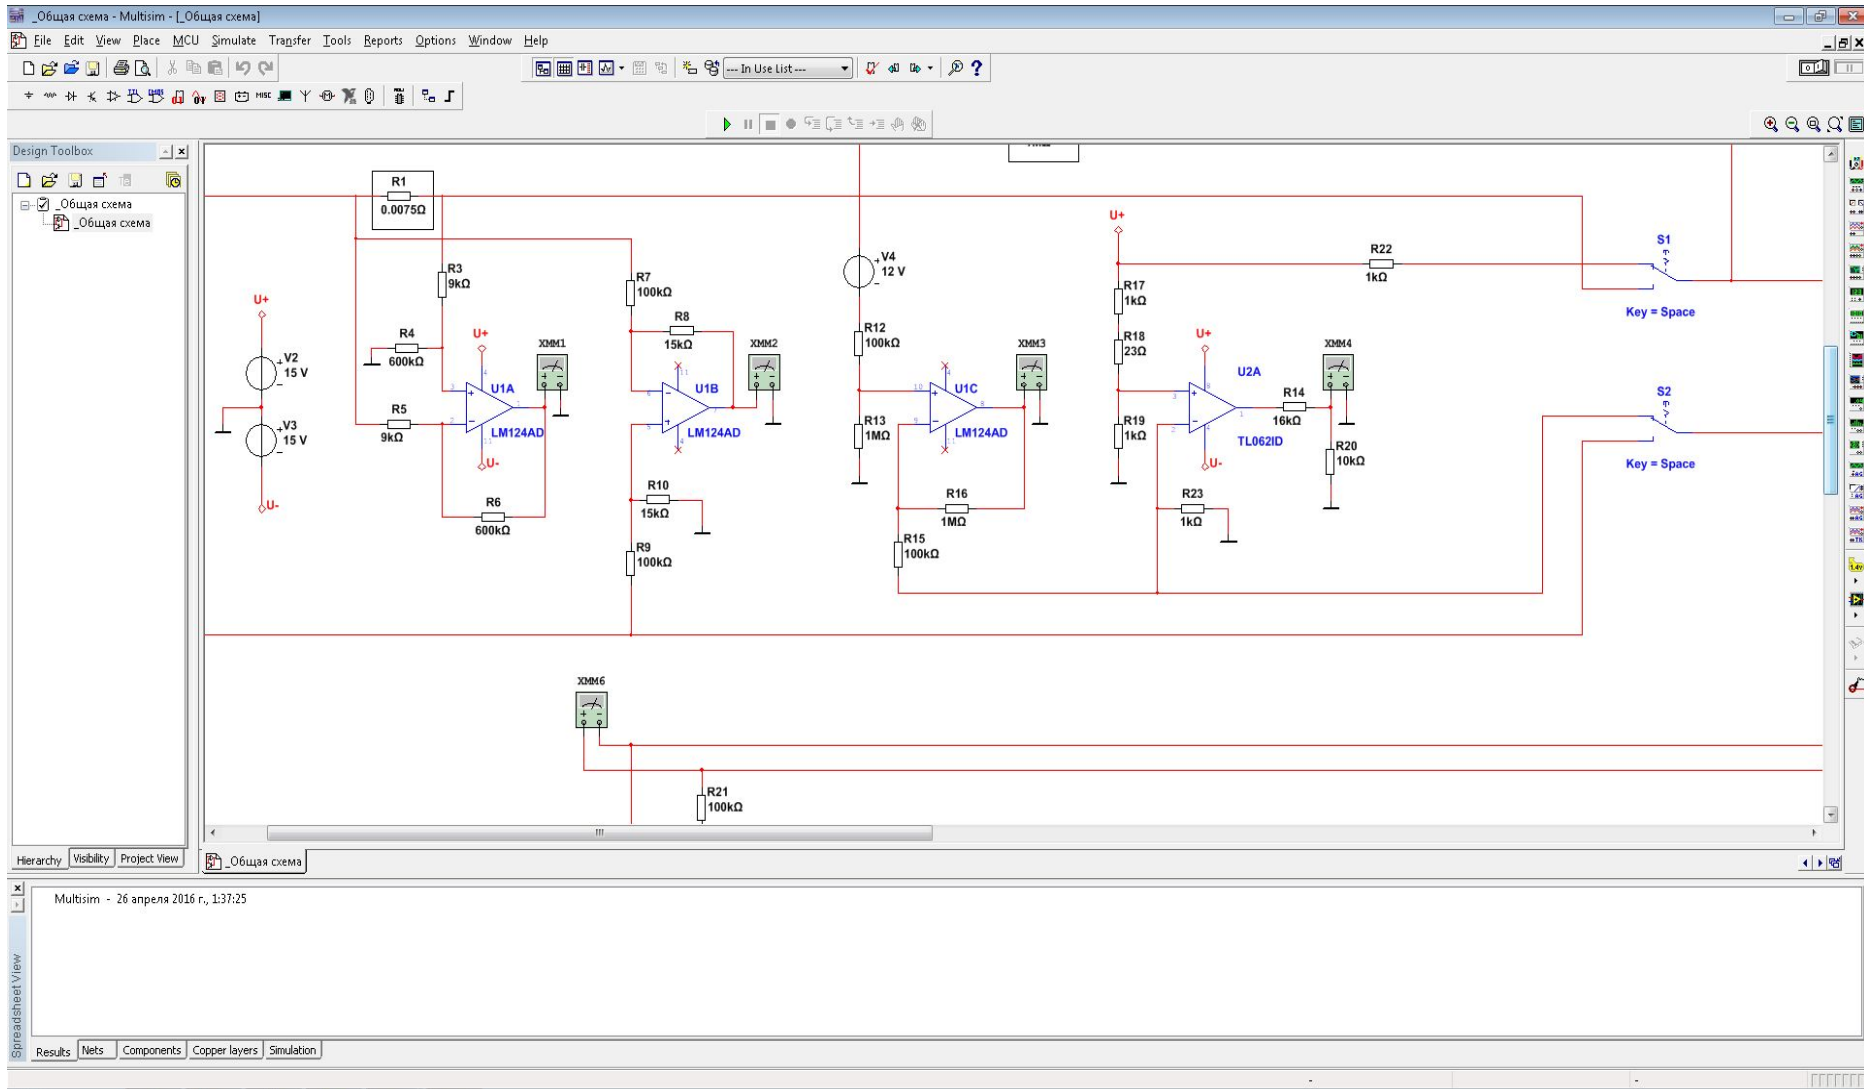 _Общая схема - Multisim - [_Общая схема]
File Edit View Place MCU Simulate Transfer Tools Reports Options Window Help
--- In Use List ---
MISC
Design Toolbox
_Общая схема
_Общая схема
R1
0.0075Ω
U+
S1
R22
1kΩ
V4
12 V
R3
9kΩ
R7
100kΩ
R17
1kΩ
Key = Space
U+
R8
15kΩ
R12
100kΩ
R4
600kΩ
U+
XMM1
XMM2
XMM3
R18
23Ω
U+
XMM4
V2
15 V
U2A
U1A
U1B
U1C
R14
16kΩ
S2
R5
9kΩ
V3
15 V
LM124AD
LM124AD
R13
1MΩ
LM124AD
R19
1kΩ
TL062ID
R20
10kΩ
Key = Space
U-
U-
U-
R10
15kΩ
R6
600kΩ
R16
1MΩ
R23
1kΩ
R9
100kΩ
R15
100kΩ
XMM6
R21
100kΩ
Hierarchy Visibility Project View
_Общая схема
Multisim - 26 апреля 2016 г., 1:37:25
Spreadsheet View
Results Nets Components Copper layers Simulation